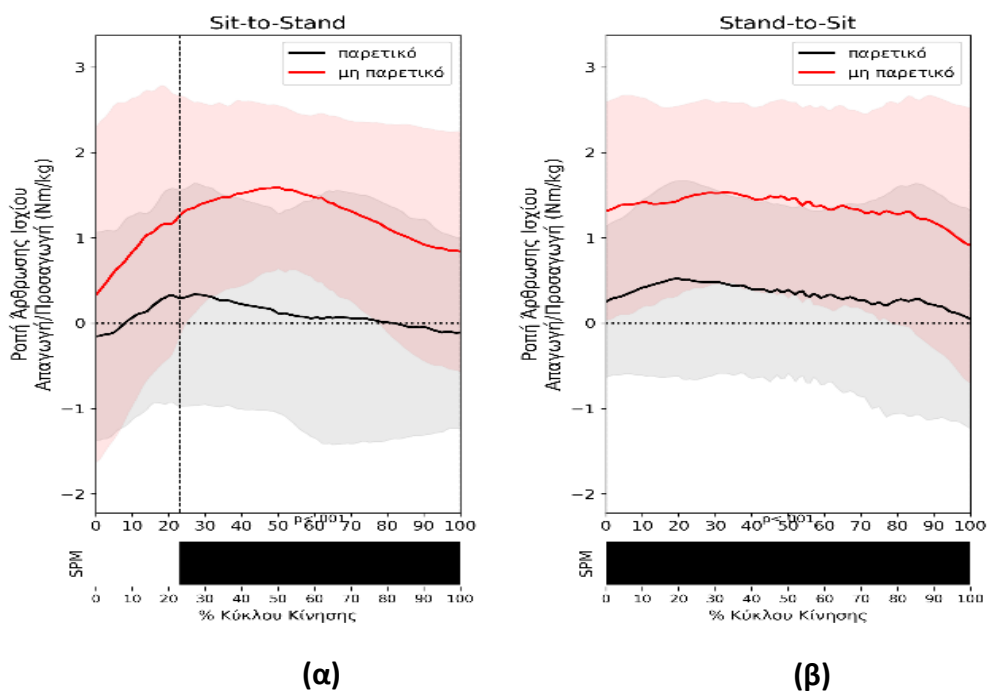 Sit-to-Stand
Ροπή Άρθρωσης Ισχίου
Απαγωγή/Προσαγωγή (Nm/kg)
3
2
1
0
−1
−2
παρετικό
μη παρετικό
0 10 20 30 40 50 60 70 80 90 100
p<.001
SPM
0 10 20 30 40 50 60 70 80 90 100
% Κύκλου Κίνησης
(α)
Stand-to-Sit
Ροπή Άρθρωσης Ισχίου
Απαγωγή/Προσαγωγή (Nm/kg)
3
2
1
0
−1
−2
παρετικό
μη παρετικό
0 10 20 30 40 50 60 70 80 90 100
p<.001
SPM
0 10 20 30 40 50 60 70 80 90 100
% Κύκλου Κίνησης
(β)